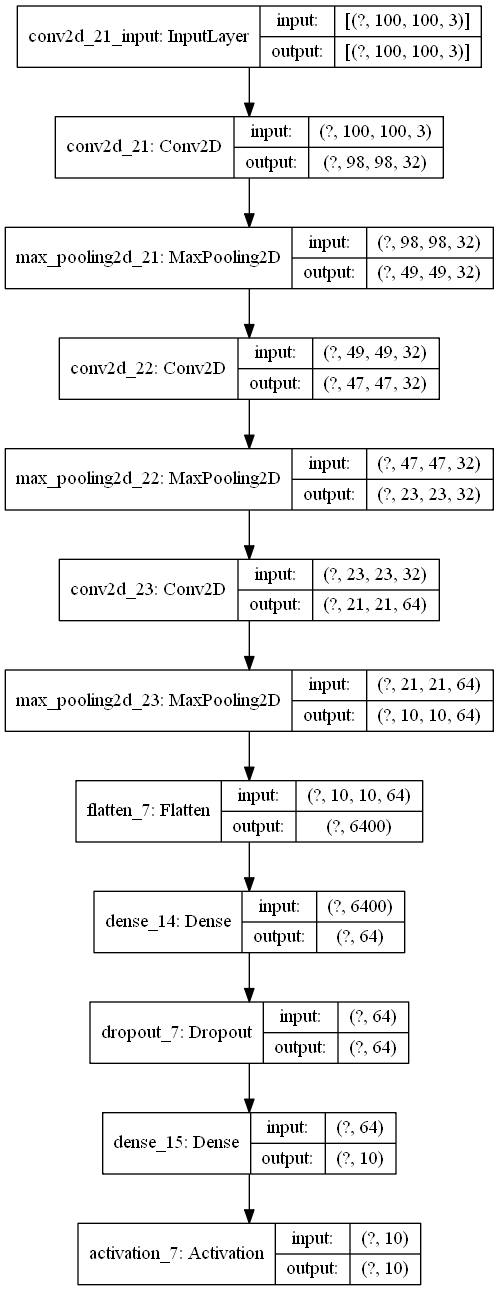 conv2d_21_input: InputLayer
input: [(?, 100, 100, 3)]
output: [(?, 100, 100, 3)]
conv2d_21: Conv2D
input: (?, 100, 100, 3)
output: (?, 98, 98, 32)
max_pooling2d_21: MaxPooling2D
input: (?, 98, 98, 32)
output: (?, 49, 49, 32)
conv2d_22: Conv2D
input: (?, 49, 49, 32)
output: (?, 47, 47, 32)
max_pooling2d_22: MaxPooling2D
input: (?, 47, 47, 32)
output: (?, 23, 23, 32)
conv2d_23: Conv2D
input: (?, 23, 23, 32)
output: (?, 21, 21, 64)
max_pooling2d_23: MaxPooling2D
input: (?, 21, 21, 64)
output: (?, 10, 10, 64)
flatten_7: Flatten
input: (?, 10, 10, 64)
output: (?, 6400)
dense_14: Dense
input: (?, 6400)
output: (?, 64)
dropout_7: Dropout
input: (?, 64)
output: (?, 64)
dense_15: Dense
input: (?, 64)
output: (?, 10)
activation_7: Activation
input: (?, 10)
output: (?, 10)